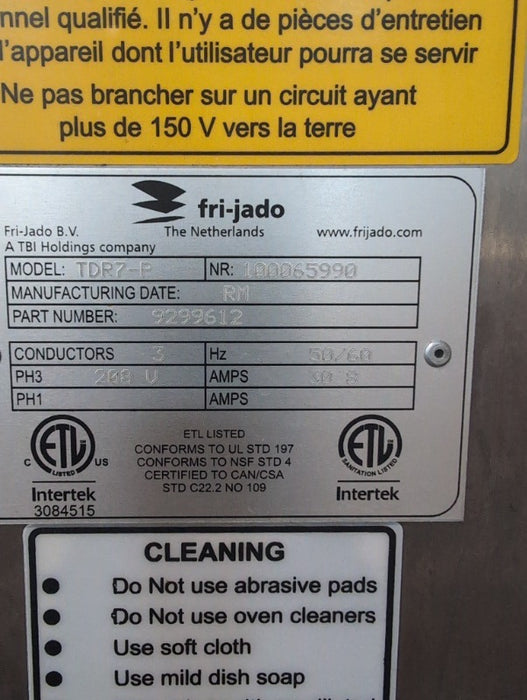 nnel qualifié. Il n'y a de pièces d'entretien
l'appareil dont l'utilisateur pourra se servir
Ne pas brancher sur un circuit ayant
plus de 150 V vers la terre
fri-jado
Fri-Jado B.V. The Netherlands www.frijado.com
A TBI Holdings company
MODEL: TDR7-P NR: 100065990
MANUFACTURING DATE: RM
PART NUMBER: 9299612
CONDUCTORS 3 Hz 50/60
PH3 208 V AMPS
PH1 AMPS
ETL LISTED
CONFORMS TO UL STD 197
CONFORMS TO NSF STD 4
CERTIFIED TO CAN/CSA
STD C22.2 NO 109
C ETL LISTED US
Intertek
3084515
ETL SANITATION LISTED
Intertek
CLEANING
Do Not use abrasive pads
Do Not use oven cleaners
Use soft cloth
Use mild dish soap